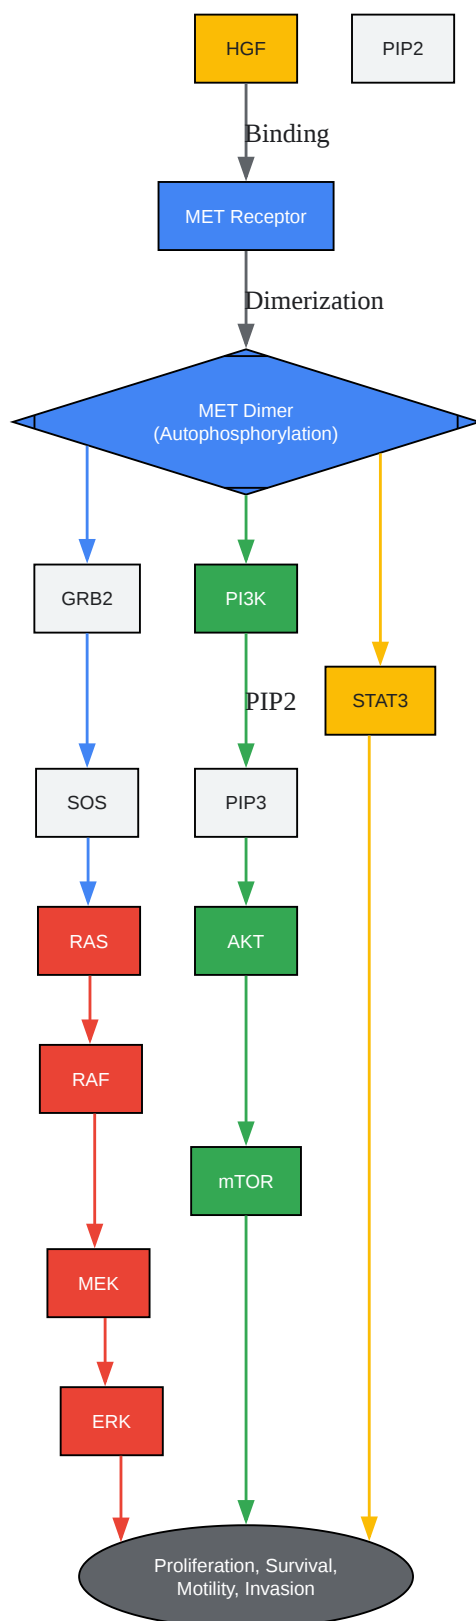 HGF
PIP2
Binding
MET Receptor
Dimerization
MET Dimer
(Autophosphorylation)
GRB2
PI3K
STAT3
PIP2
SOS
PIP3
RAS
AKT
RAF
mTOR
MEK
ERK
Proliferation, Survival,
Motility, Invasion